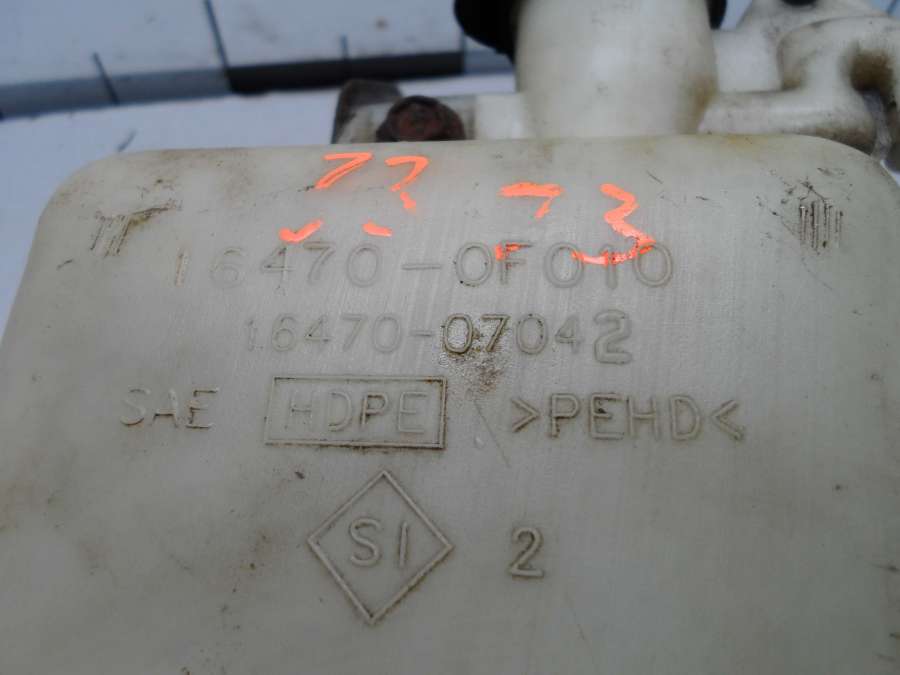 16470-0F010
16470-07042
SAE HDPE >PEHD<
SI 2